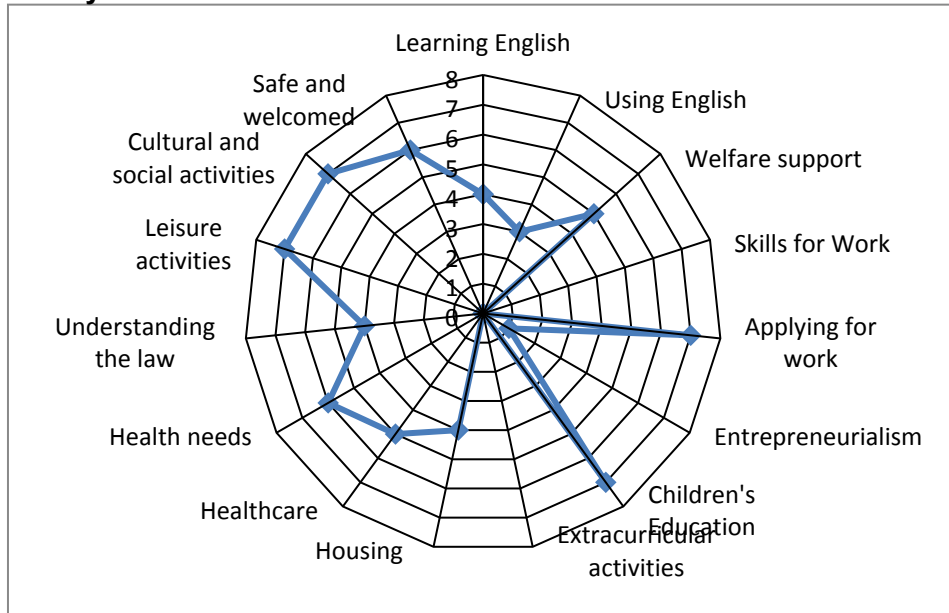 Learning English
Using English
Welfare support
Skills for Work
Applying for
work
Entrepreneurialism
Children's
Education
Extracurricular
activities
Housing
Healthcare
Health needs
Understanding
the law
Leisure
activities
Cultural and
social activities
Safe and
welcomed
8
7
6
5
4
3
2
1
0